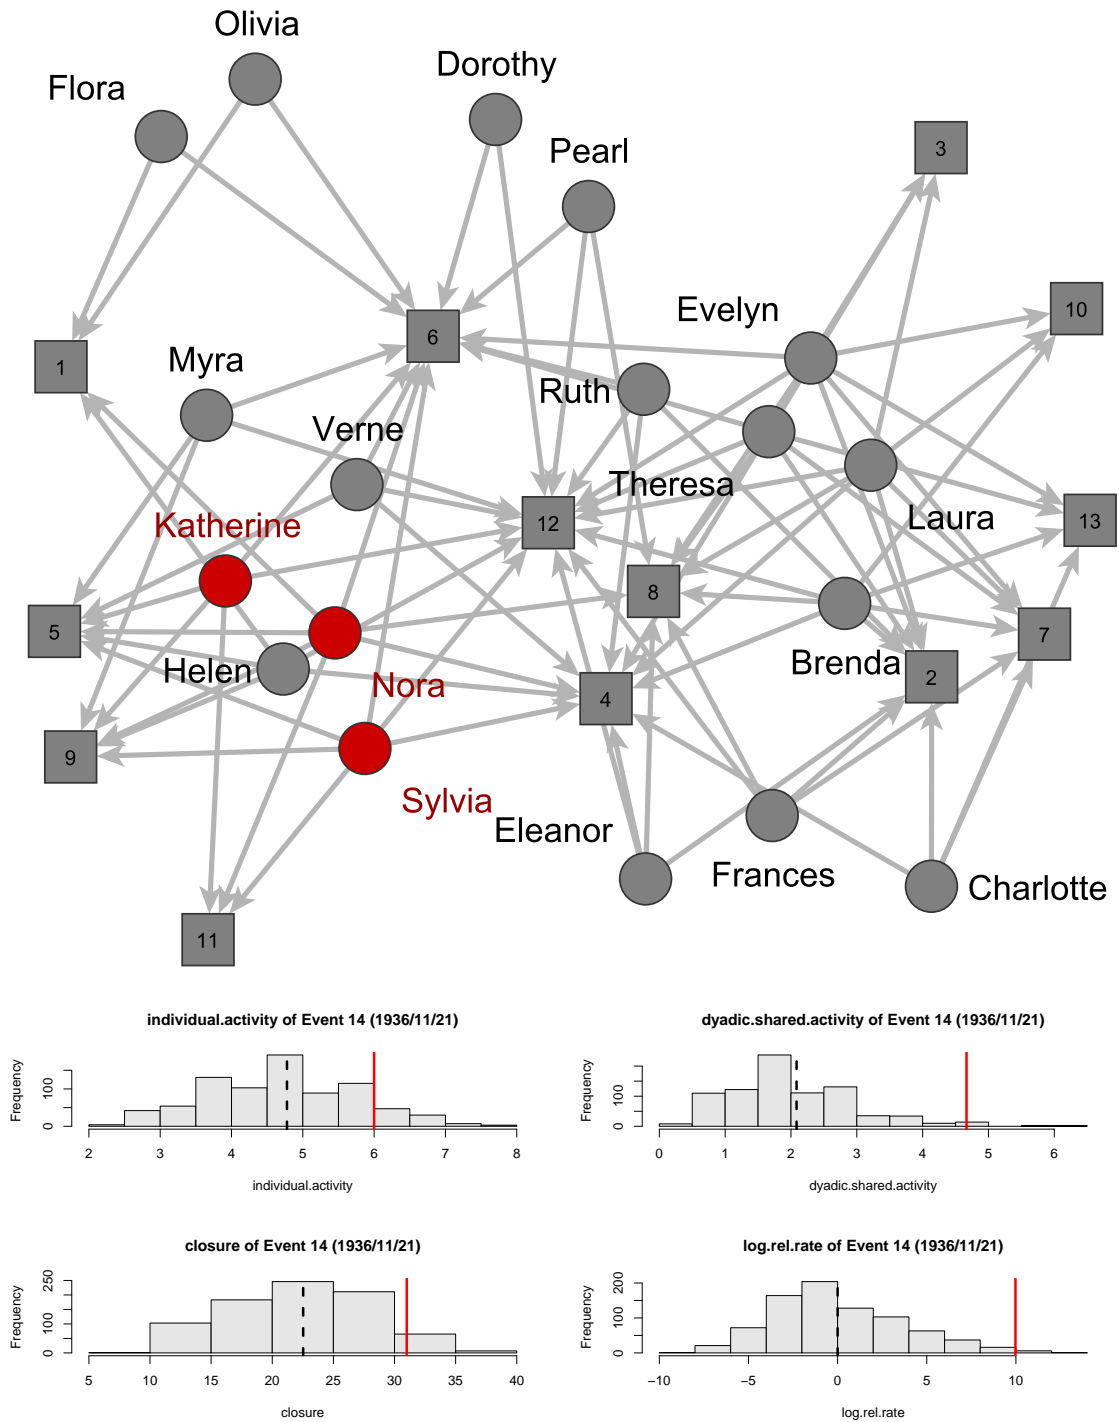 Olivia
Flora
Dorothy
Pearl
3
10
Evelyn
6
1
Myra
Ruth
Verne
Theresa
Laura
Katherine
12
13
8
5
7
Helen
Nora
Brenda
2
4
9
Sylvia
Eleanor
Frances
Charlotte
11
individual.activity of Event 14 (1936/11/21)
Frequency
0 100
2 3 4 5 6 7 8
individual.activity
dyadic.shared.activity of Event 14 (1936/11/21)
Frequency
0 100
0 1 2 3 4 5 6
dyadic.shared.activity
closure of Event 14 (1936/11/21)
Frequency
0 100 250
5 10 15 20 25 30 35 40
closure
log.rel.rate of Event 14 (1936/11/21)
Frequency
0 100 200
−10 −5 0 5 10
log.rel.rate